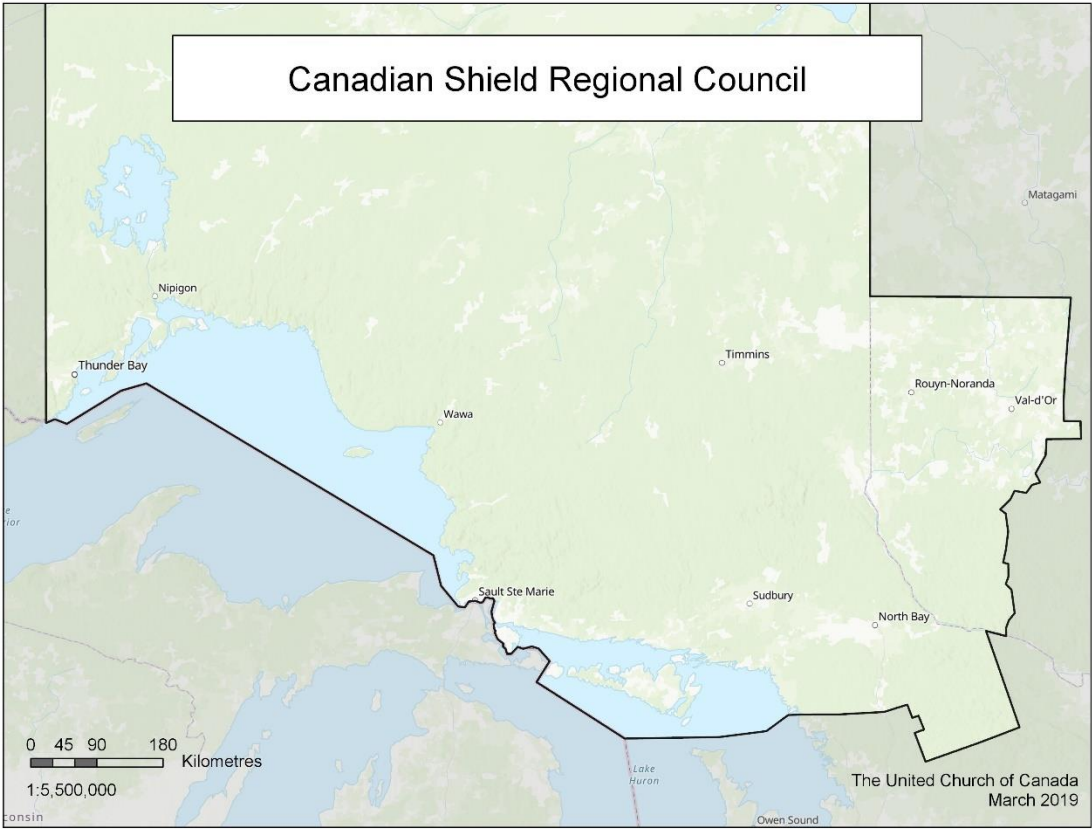 Canadian Shield Regional Council
Matagami
Nipigon
Thunder Bay
Timmins
Rouyn-Noranda
Val-d'Or
Wawa
Sault Ste Marie
Sudbury
North Bay
0 45 90 180
Kilometres
1:5,500,000
Lake
Huron
The United Church of Canada
March 2019
Owen Sound